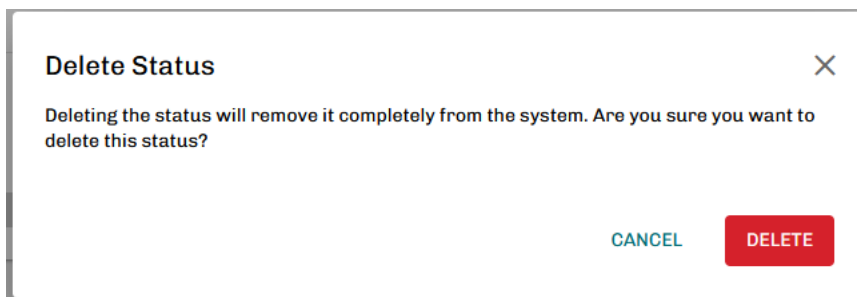 Delete Status
Deleting the status will remove it completely from the system. Are you sure you want to
delete this status?
CANCEL
DELETE